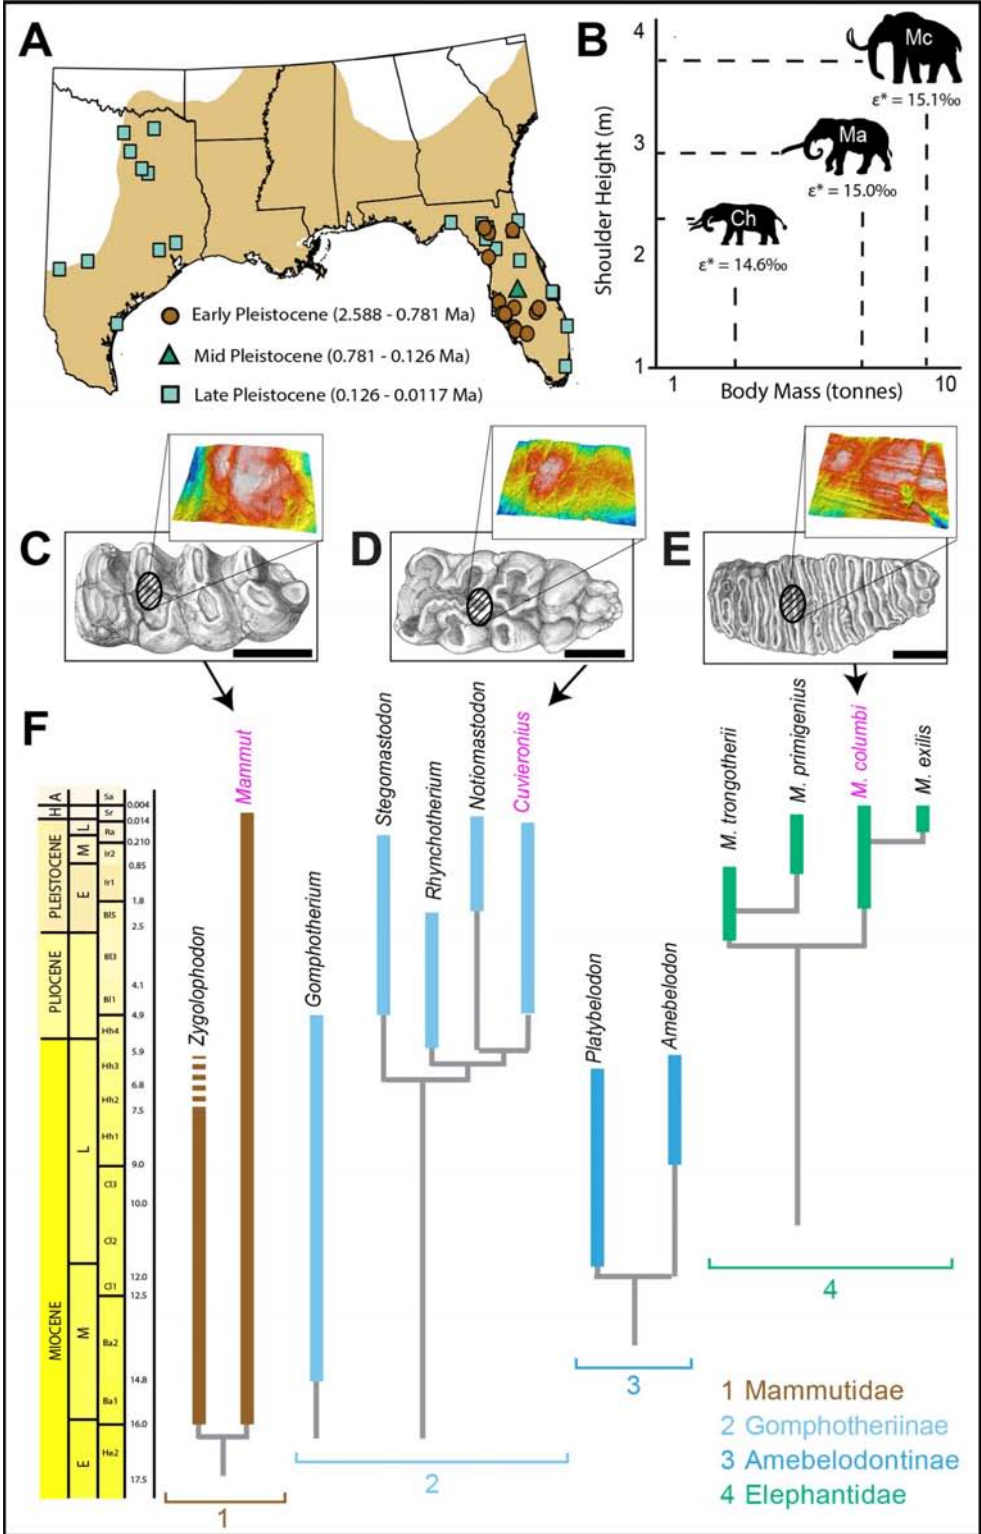 A
B
4
3
2
1
Shoulder Height (m)
Mc
ε* = 15.1‰
Ma
ε* = 15.0‰
Ch
ε* = 14.6‰
1
Body Mass (tonnes)
10
Early Pleistocene (2.588 - 0.781 Ma)
Mid Pleistocene (0.781 - 0.126 Ma)
Late Pleistocene (0.126 - 0.0117 Ma)
C
D
E
F
Mammut
Stegomastodon
Rhynchotherium
Notiomastodon
Cuvieronius
M. trongotherii
M. primigenius
M. columbi
M. exilis
Zygolophodon
Gomphotherium
Platybelodon
Amebelodon
H A
PLEISTOCENE
PLIOCENE
MIOCENE
L
M
E
L
M
E
Sa
Sr
Ra
Ir2
Ir1
Bl5
Bl3
Bl1
Hh4
Hh3
Hh2
Hh1
Cl3
Cl2
Cl1
Ba2
Ba1
He2
0.004
0.014
0.210
0.85
1.8
2.5
4.1
4.9
5.9
6.8
7.5
9.0
10.0
12.0
12.5
14.8
16.0
17.5
1
2
3
4
1 Mammutidae
2 Gomphotheriinae
3 Amebelodontinae
4 Elephantidae